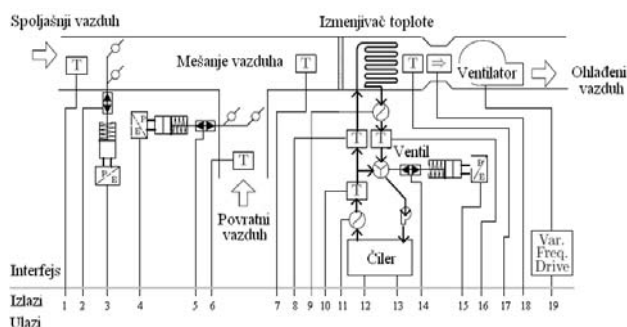 Spoljašnji vazduh
Izmenjivač toplote
T
Mešanje vazduha
T
T
⇨
Ventilator
Ohlađeni vazduh
P
E
T
T
Ventil
P
E
T
P
E
T
Povratni vazduh
Čiler
Var.
Freq.
Drive
Interfejs
1 2 3 4 5 6 7 8 9 10 11 12 13 14 15 16 17 18 19
Izlazi
Ulazi